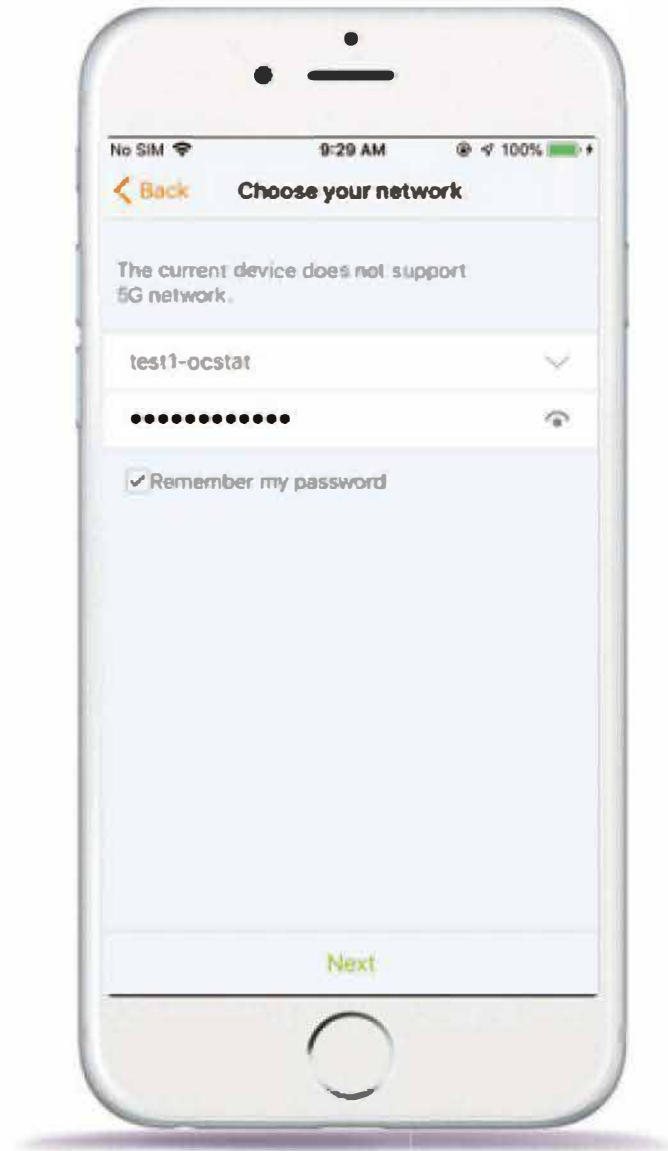 No SIM 9:29 AM 100%
Back Choose your network
The current device does not support
5G network.
test1-ocstat
••••••••••••
Remember my password
Next